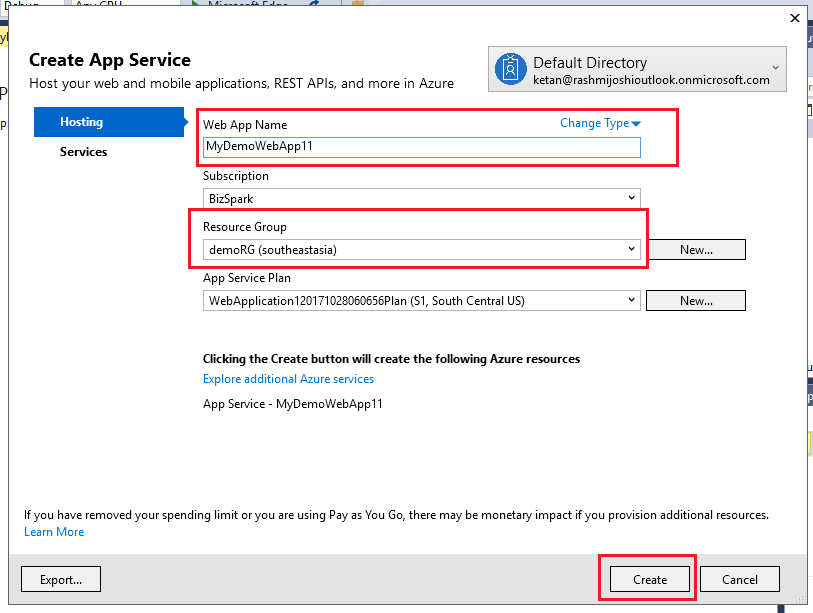 Microsoft Edge
Create App Service
Host your web and mobile applications, REST APIs, and more in Azure
Default Directory
ketan@rashmijoshioutlook.onmicrosoft.com
Hosting
Services
Web App Name
Change Type
MyDemoWebApp11
Subscription
BizSpark
Resource Group
demoRG (southeastasia)
New...
App Service Plan
WebApplication120171028060656Plan (S1, South Central US)
New...
Clicking the Create button will create the following Azure resources
Explore additional Azure services
App Service - MyDemoWebApp11
If you have removed your spending limit or you are using Pay as You Go, there may be monetary impact if you provision additional resources.
Learn More
Export...
Create
Cancel